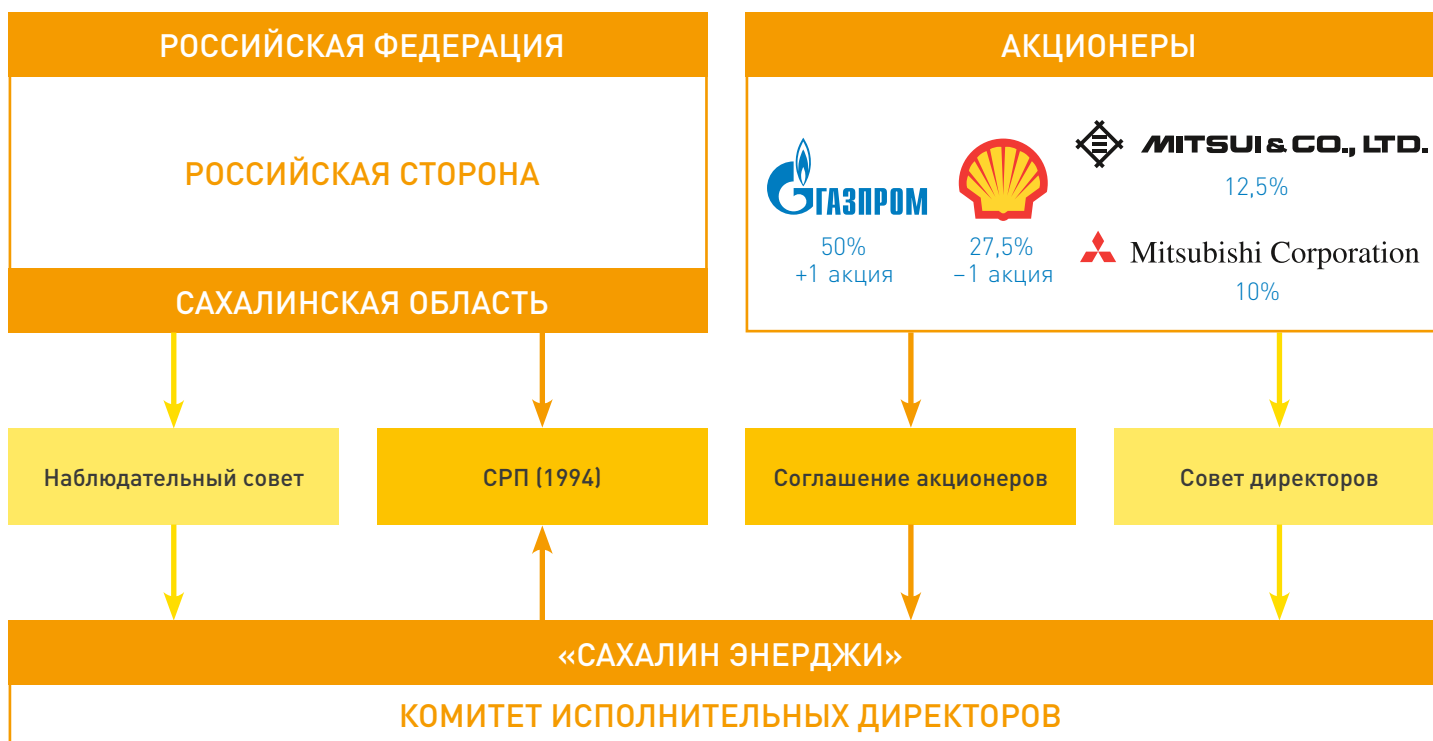 РОССИЙСКАЯ ФЕДЕРАЦИЯ
РОССИЙСКАЯ СТОРОНА
САХАЛИНСКАЯ ОБЛАСТЬ
АКЦИОНЕРЫ
ГАЗПРОМ
50%
+1 акция
27,5%
–1 акция
MITSUI & CO., LTD.
12,5%
Mitsubishi Corporation
10%
Наблюдательный совет
СРП (1994)
Соглашение акционеров
Совет директоров
«САХАЛИН ЭНЕРДЖИ»
КОМИТЕТ ИСПОЛНИТЕЛЬНЫХ ДИРЕКТОРОВ